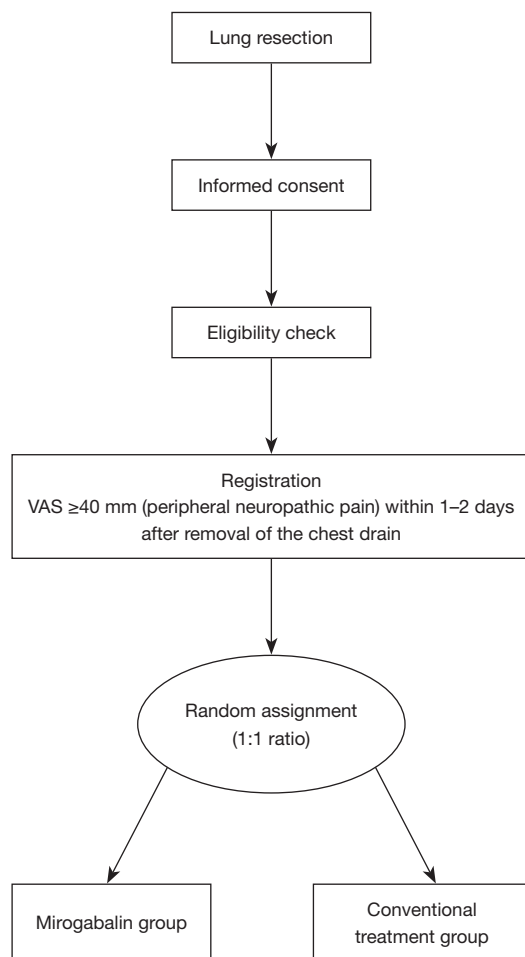 Lung resection
Informed consent
Eligibility check
Registration
VAS ≥40 mm (peripheral neuropathic pain) within 1–2 days
after removal of the chest drain
Random assignment
(1:1 ratio)
Mirogabalin group
Conventional
treatment group